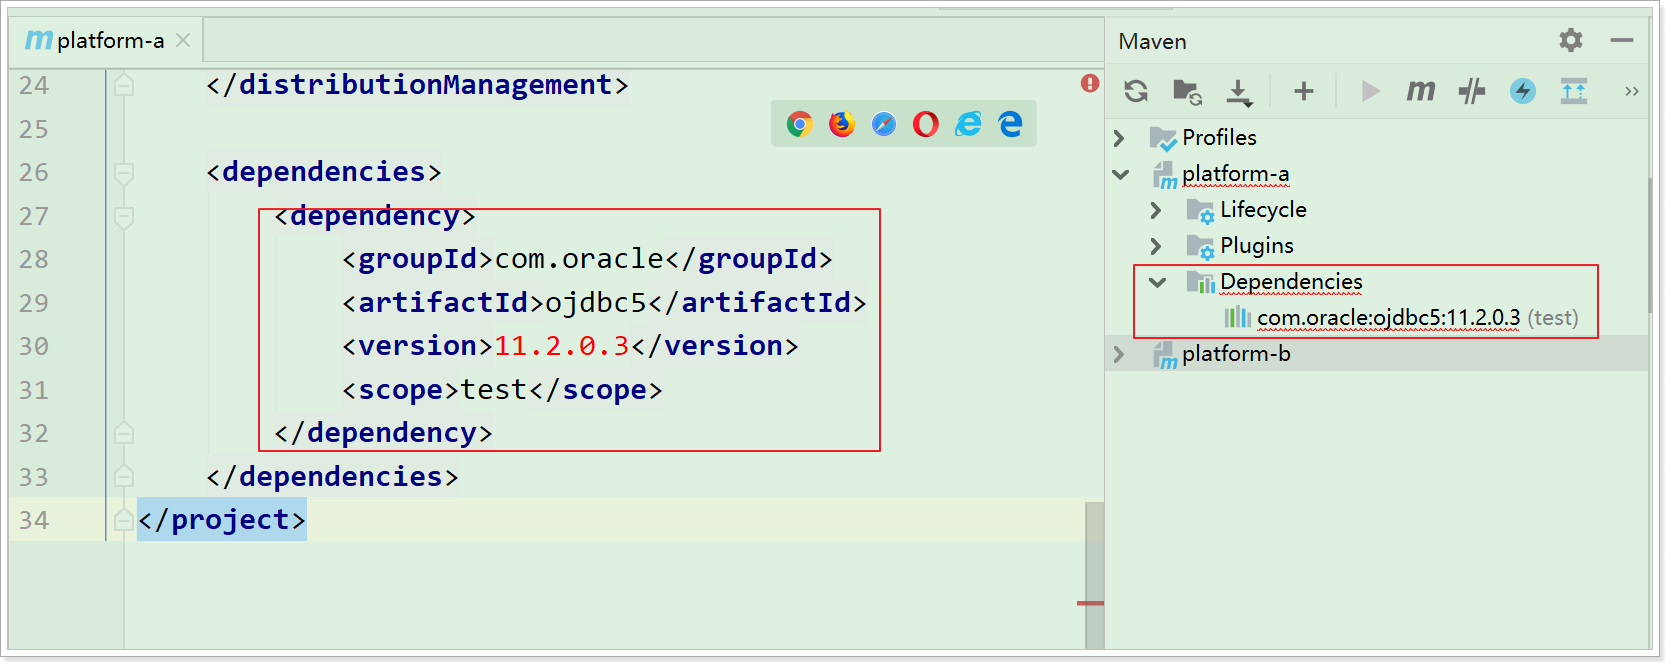 platform-a
24 </distributionManagement>
25
26 <dependencies>
27 <dependency>
28 <groupId>com.oracle</groupId>
29 <artifactId>ojdbc5</artifactId>
30 <version>11.2.0.3</version>
31 <scope>test</scope>
32 </dependency>
33 </dependencies>
34 </project>
Maven
Profiles
platform-a
Lifecycle
Plugins
Dependencies
com.oracle:ojdbc5:11.2.0.3 (test)
platform-b